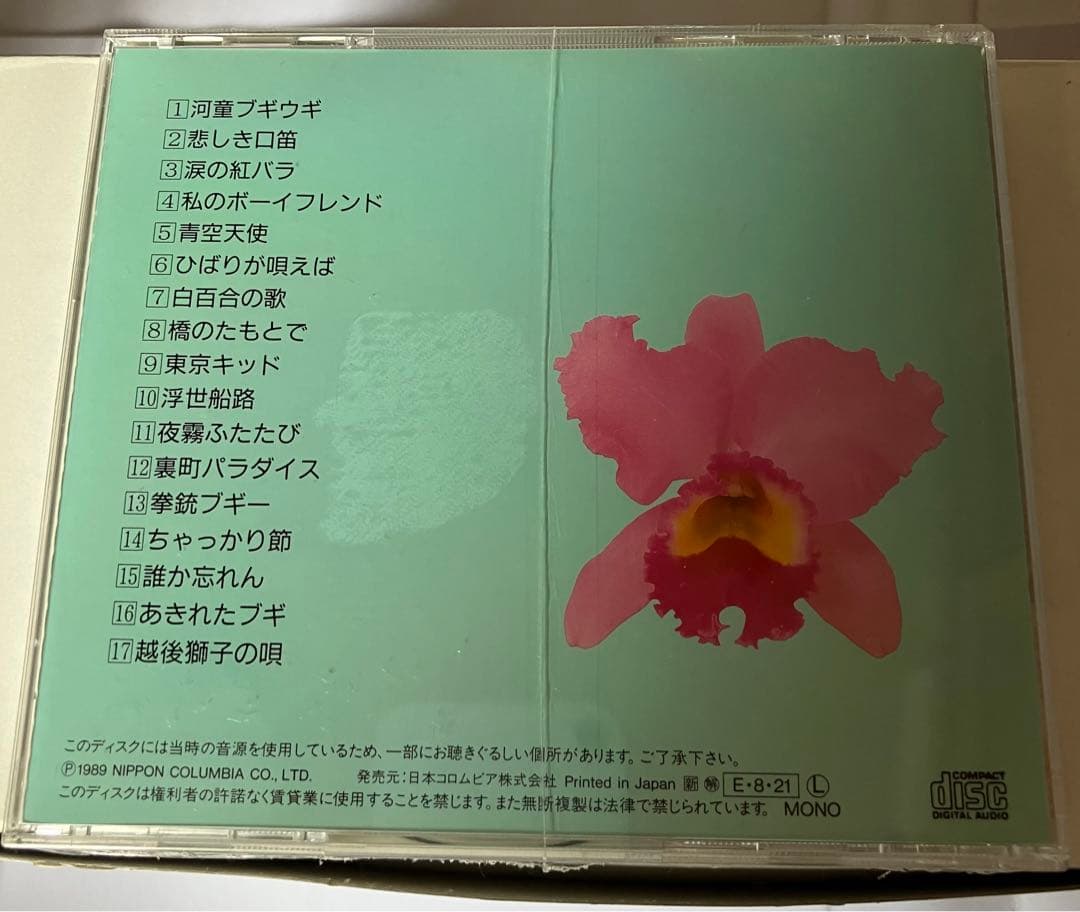 1河童ブギウギ
2悲しき口笛
3涙の紅バラ
4私のボーイフレンド
5青空天使
6ひばりが唄えば
7白百合の歌
8橋のたもとで
9東京キッド
10浮世船路
11夜霧ふたたび
12裏町パラダイス
13拳銃ブギー
14ちゃっかり節
15誰か忘れん
16あきれたブギ
17越後獅子の唄
このディスクには当時の音源を使用しているため、一部にお聴きぐるしい個所があります。ご了承下さい。
Ⓟ1989 NIPPON COLUMBIA CO., LTD. 発売元：日本コロムビア株式会社 Printed in Japan E・8・21 Ⓛ
このディスクは権利者の許諾なく賃貸業に使用することを禁じます。また無断複製は法律で禁じられています。 MONO
COMPACT
disc
DIGITAL AUDIO